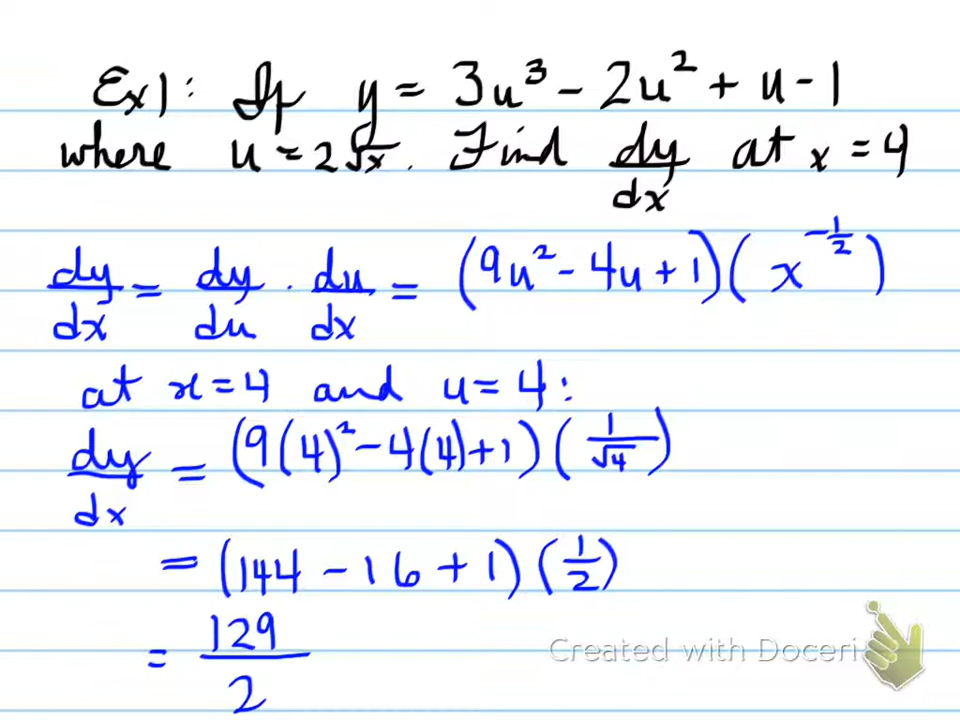 Ex1: If y = 3u³ - 2u² + u - 1
where u = 2√x. Find dy/dx at x = 4
dy/dx = dy/du · du/dx = (9u² - 4u + 1)(x^(-1/2))
at x = 4 and u = 4:
dy/dx = (9(4)² - 4(4) + 1)(1/√4)
= (144 - 16 + 1)(1/2)
= 129/2
Created with Doceri